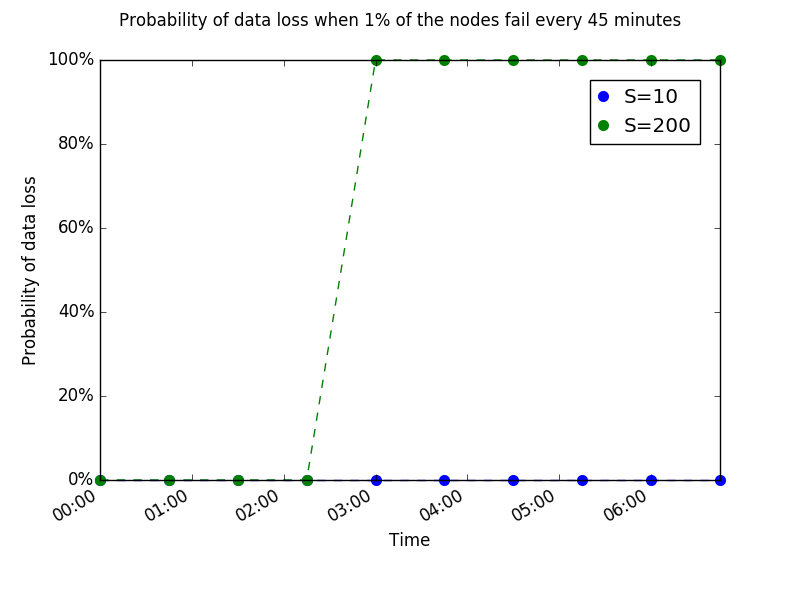 Probability of data loss when 1% of the nodes fail every 45 minutes
100%
80%
60%
40%
20%
0%
Probability of data loss
S=10
S=200
00:00
01:00
02:00
03:00
04:00
05:00
06:00
Time